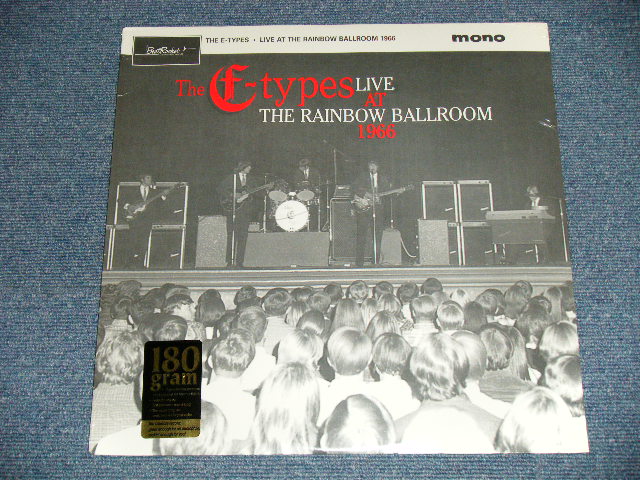 BeatRocket
THE E-TYPES · LIVE AT THE RAINBOW BALLROOM 1966
mono
The E-types LIVE
AT
THE RAINBOW BALLROOM
1966
180
gram